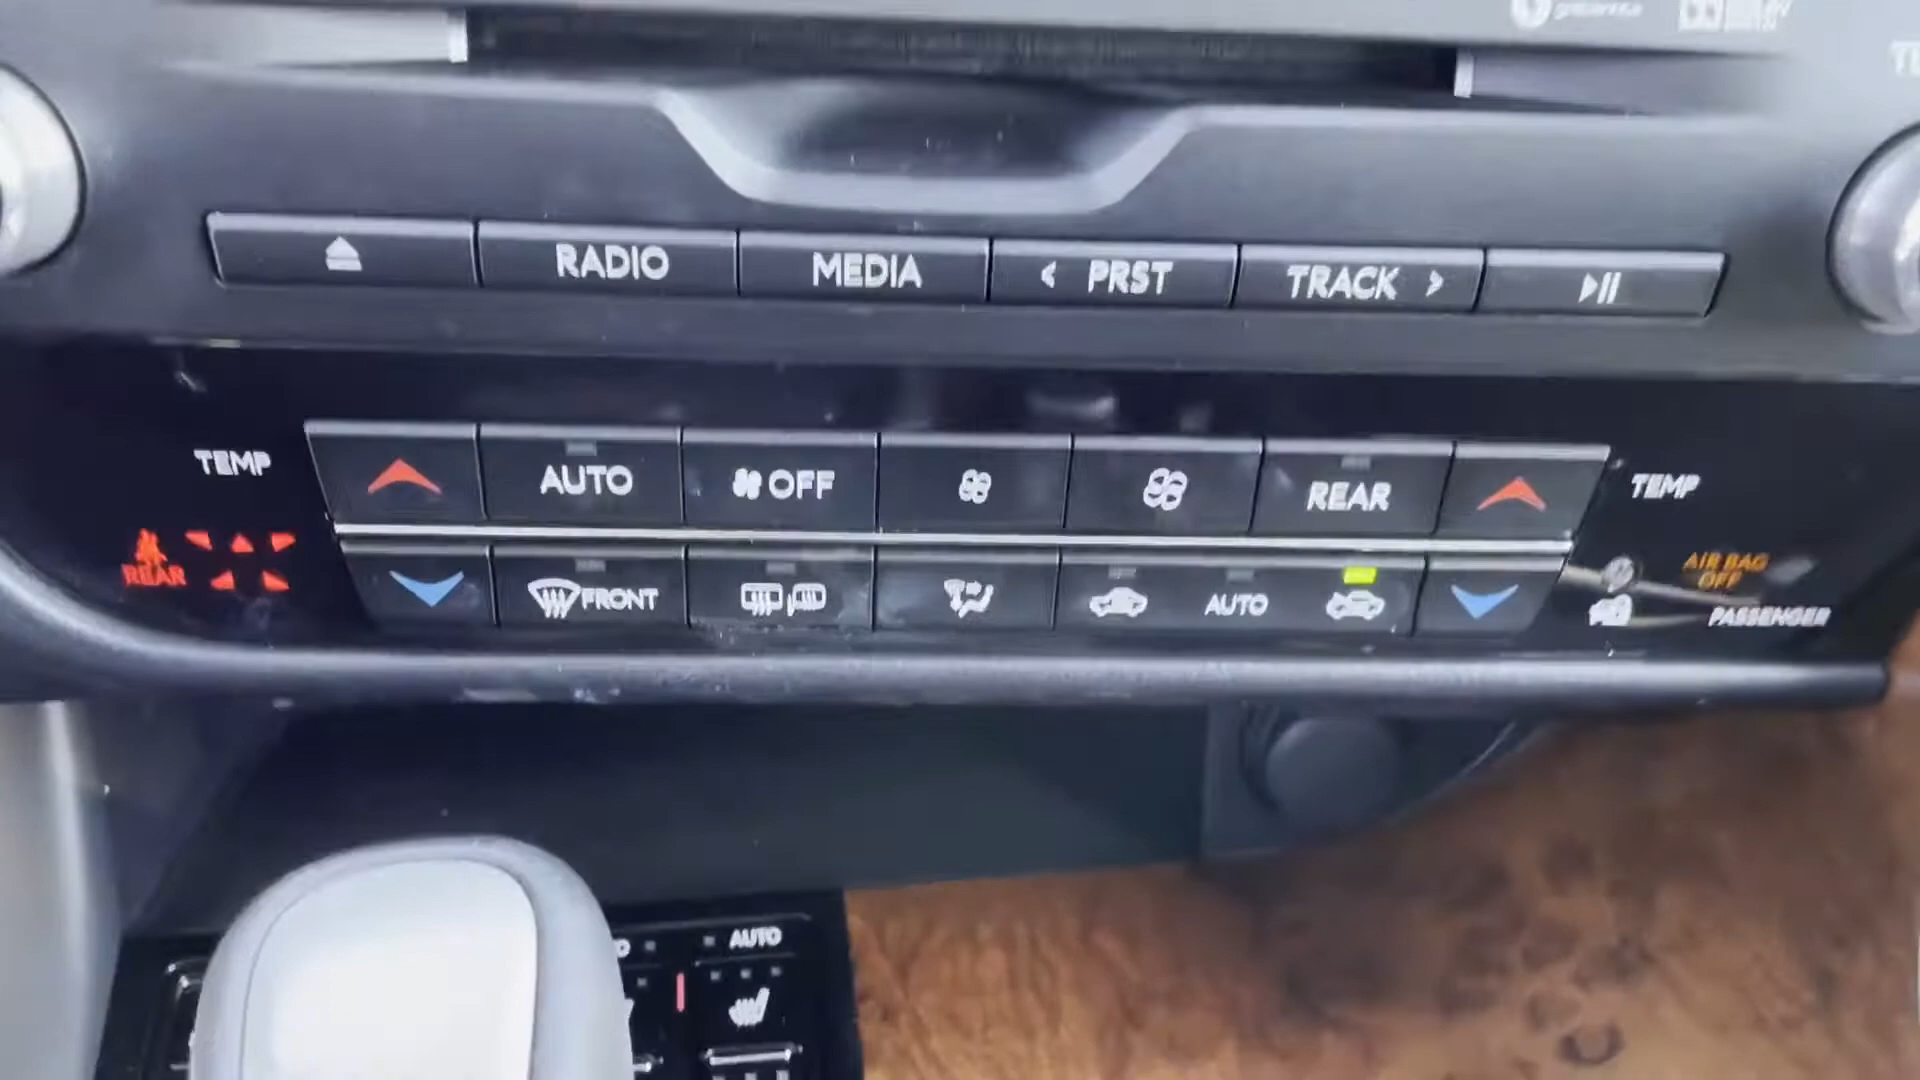 RADIO
MEDIA
< PRST
TRACK >
TEMP
AUTO
OFF
REAR
TEMP
REAR
FRONT
AUTO
AIR BAG
OFF
PASSENGER
AUTO